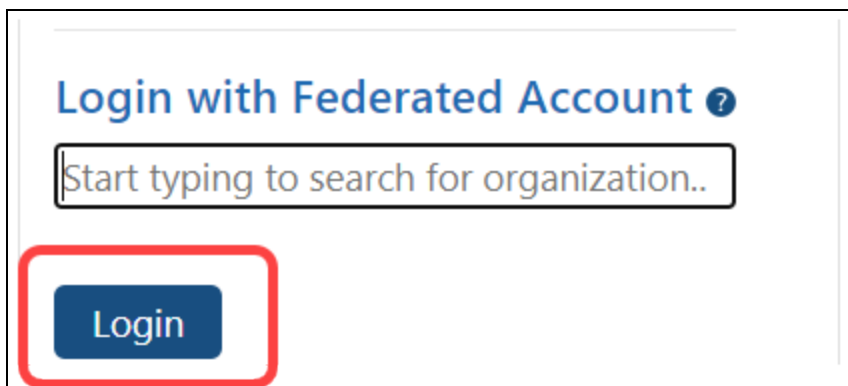 Login with Federated Account ?
Start typing to search for organization..
Login